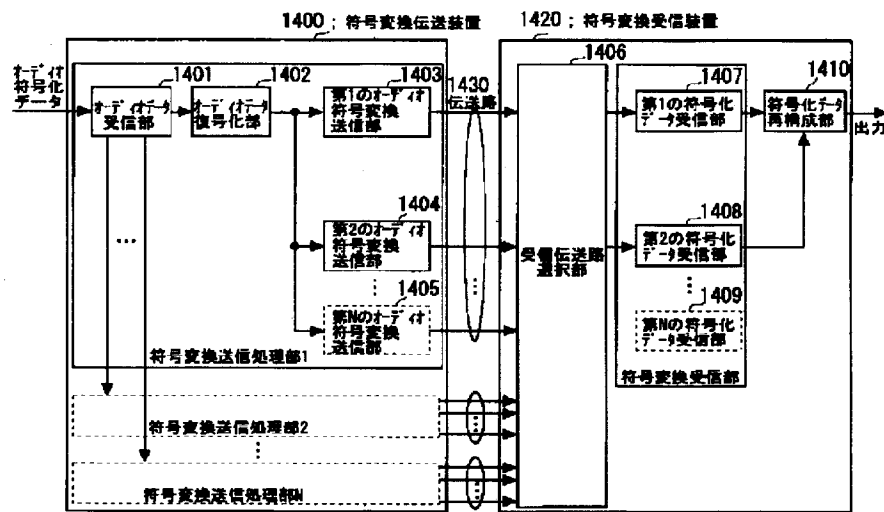 1400 ; 符号変換伝送装置
1420 ; 符号変換受信装置
オーディオ
符号化
データ
1401
オーディオデータ
受信部
1402
オーディオデータ
復号化部
1403
第1のオーディオ
符号変換
送信部
1430
伝送路
1406
受信伝送路
選択部
1407
第1の符号化
データ受信部
1410
符号化データ
再構成部
出力
…
1404
第2のオーディオ
符号変換
送信部
⋮
1405
第Nのオーディオ
符号変換
送信部
⋮
1408
第2の符号化
データ受信部
⋮
1409
第Nの符号化
データ受信部
符号変換送信処理部1
符号変換受信部
符号変換送信処理部2
⋮
⋮
符号変換送信処理部N
⋮